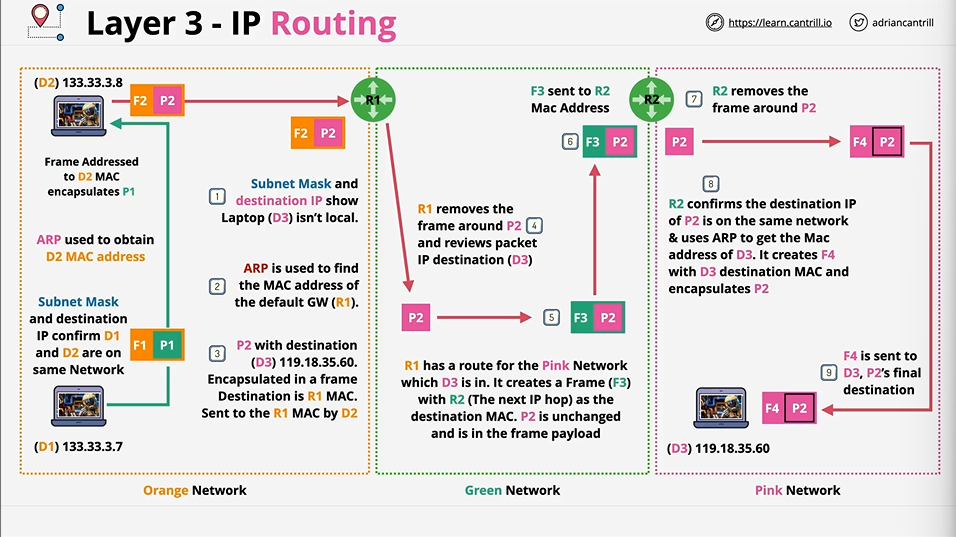 Layer 3 - IP Routing
https://learn.cantrill.io
adriancantrill
(D2) 133.33.3.8
F2 P2
R1
F2 P2
Frame Addressed
to D2 MAC
encapsulates P1
ARP used to obtain
D2 MAC address
Subnet Mask
and destination
IP confirm D1
and D2 are on
same Network
F1 P1
(D1) 133.33.3.7
1
Subnet Mask and
destination IP show
Laptop (D3) isn't local.
2
ARP is used to find
the MAC address of
the default GW (R1).
3
P2 with destination
(D3) 119.18.35.60.
Encapsulated in a frame
Destination is R1 MAC.
Sent to the R1 MAC by D2
Orange Network
R1 removes the
frame around P2 4
and reviews packet
IP destination (D3)
P2
5
F3 P2
F3 sent to R2
Mac Address
6
F3 P2
R1 has a route for the Pink Network
which D3 is in. It creates a Frame (F3)
with R2 (The next IP hop) as the
destination MAC. P2 is unchanged
and is in the frame payload
Green Network
R2
7
R2 removes the
frame around P2
P2
F4 P2
8
R2 confirms the destination IP
of P2 is on the same network
& uses ARP to get the Mac
address of D3. It creates F4
with D3 destination MAC and
encapsulates P2
9
F4 is sent to
D3, P2's final
destination
F4 P2
(D3) 119.18.35.60
Pink Network